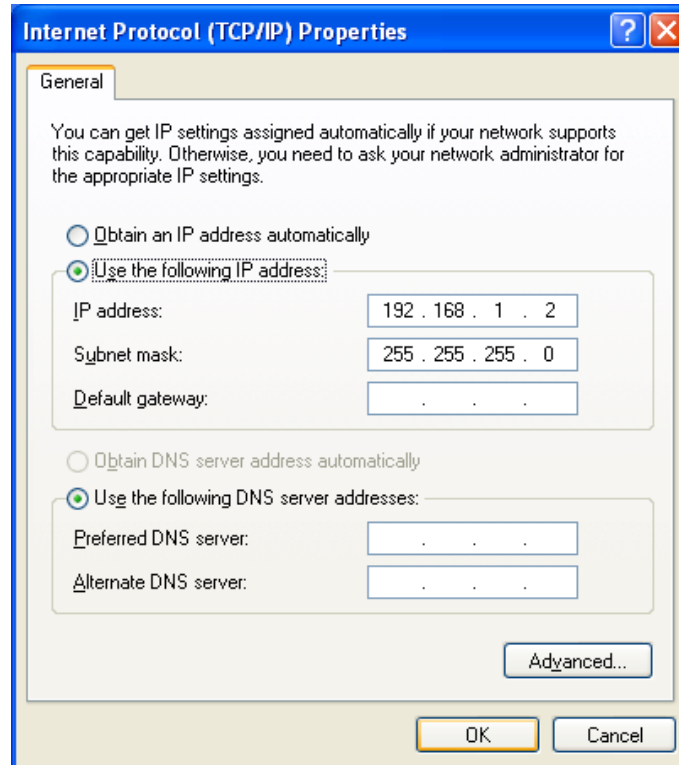 Internet Protocol (TCP/IP) Properties
General
You can get IP settings assigned automatically if your network supports
this capability. Otherwise, you need to ask your network administrator for
the appropriate IP settings.
Obtain an IP address automatically
Use the following IP address:
IP address: 192 . 168 . 1 . 2
Subnet mask: 255 . 255 . 255 . 0
Default gateway: . . .
Obtain DNS server address automatically
Use the following DNS server addresses:
Preferred DNS server: . . .
Alternate DNS server: . . .
Advanced...
OK Cancel